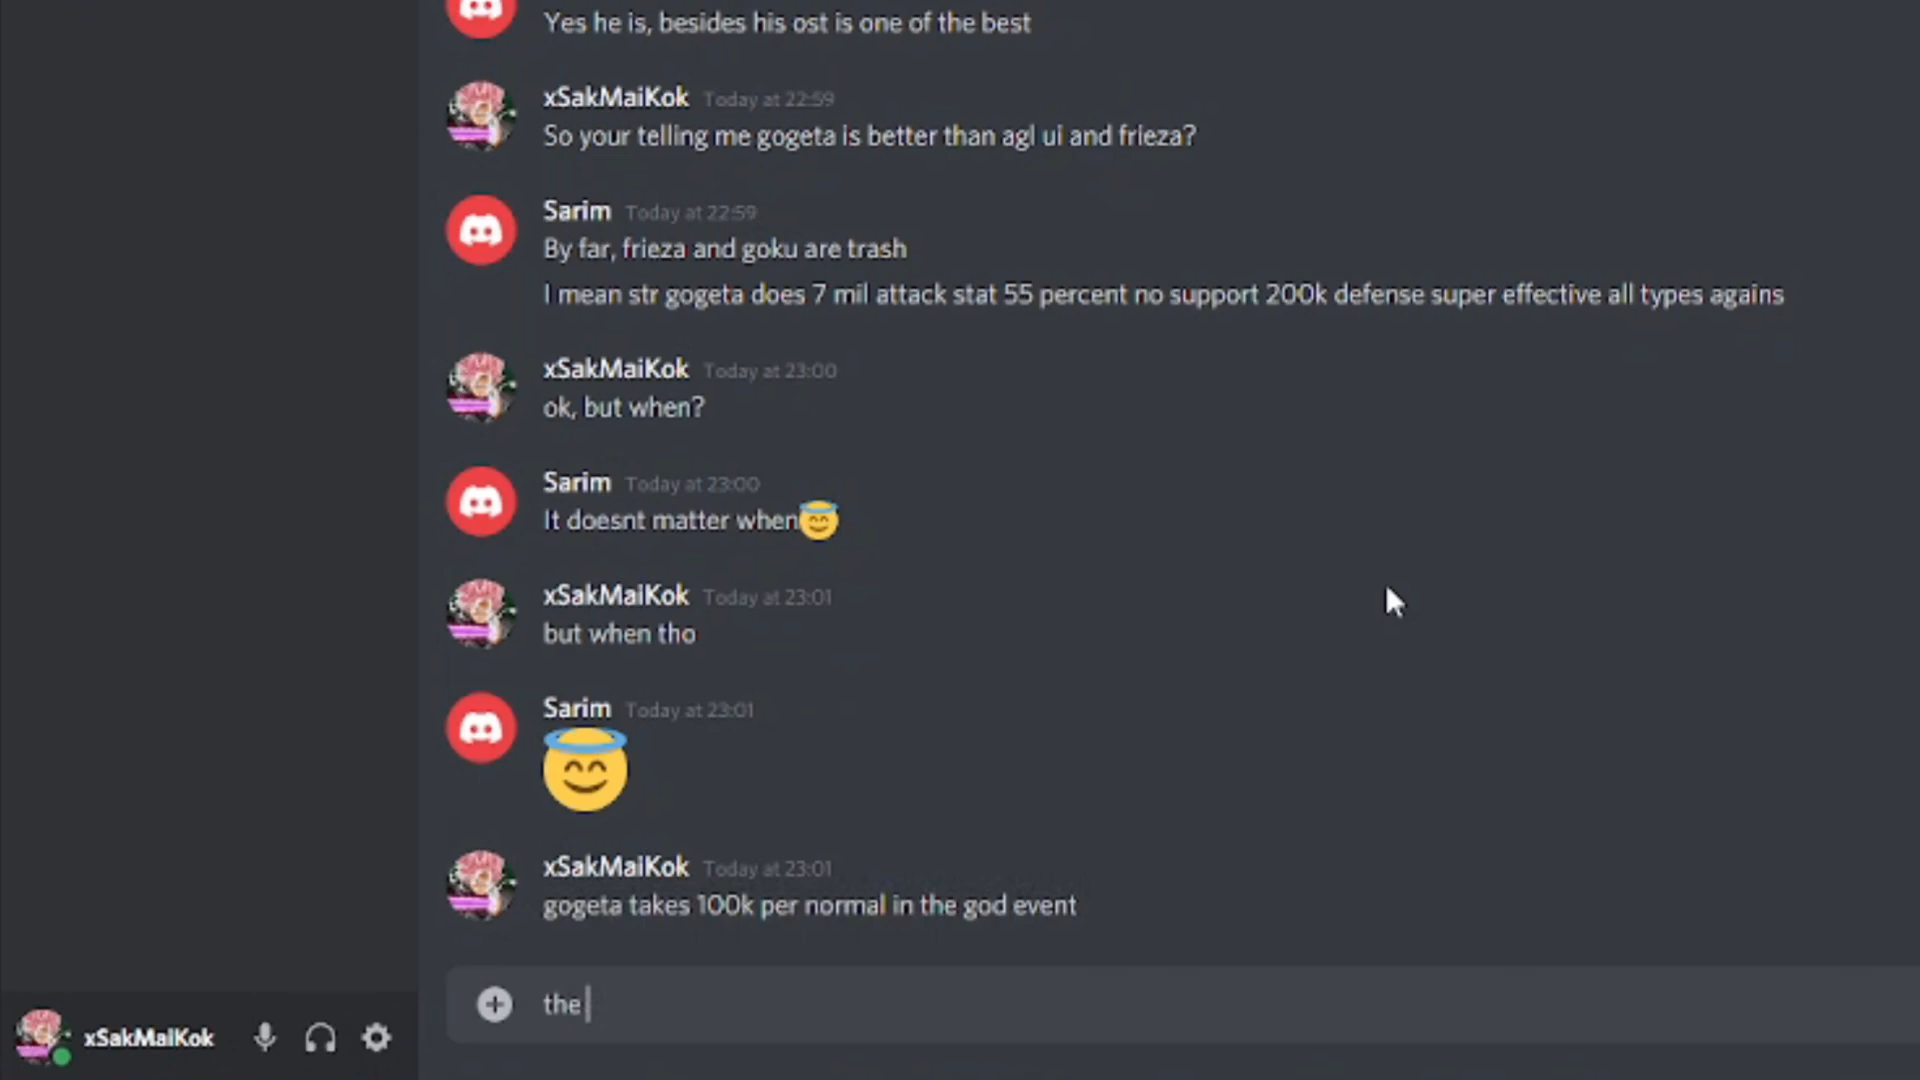 Yes he is, besides his ost is one of the best
xSakMaiKok Today at 22:59
So your telling me gogeta is better than agl ui and frieza?
Sarim Today at 22:59
By far, frieza and goku are trash
I mean str gogeta does 7 mil attack stat 55 percent no support 200k defense super effective all types agains
xSakMaiKok Today at 23:00
ok, but when?
Sarim Today at 23:00
It doesnt matter when😇
xSakMaiKok Today at 23:01
but when tho
Sarim Today at 23:01
😇
xSakMaiKok Today at 23:01
gogeta takes 100k per normal in the god event
the
xSakMaiKok